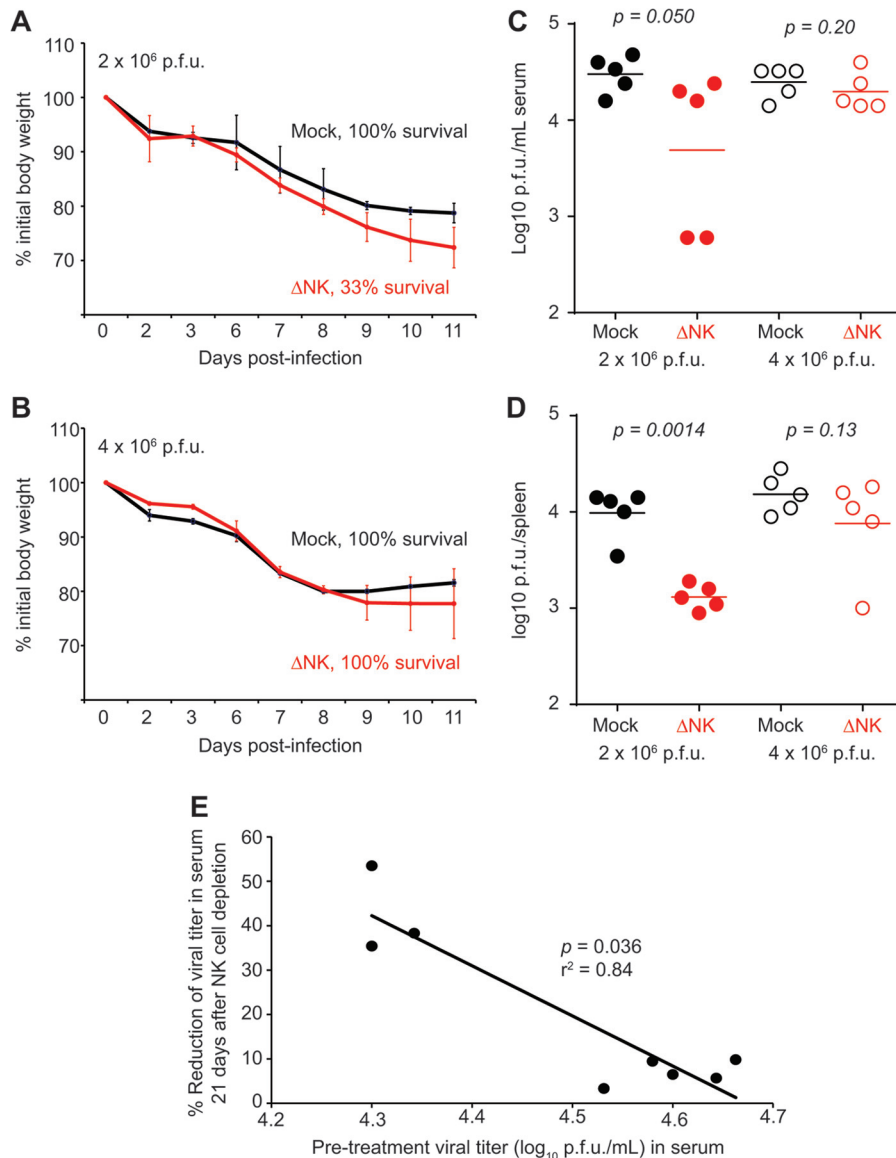 A
2 x 10⁶ p.f.u.
110
100
90
80
70
% initial body weight
Mock, 100% survival
ΔNK, 33% survival
0 2 3 6 7 8 9 10 11
Days post-infection
B
4 x 10⁶ p.f.u.
110
100
90
80
70
% initial body weight
Mock, 100% survival
ΔNK, 100% survival
0 2 3 6 7 8 9 10 11
Days post-infection
C
p = 0.050 p = 0.20
5
4
3
2
Log10 p.f.u./mL serum
Mock ΔNK Mock ΔNK
2 x 10⁶ p.f.u. 4 x 10⁶ p.f.u.
D
p = 0.0014 p = 0.13
5
4
3
2
log10 p.f.u./spleen
Mock ΔNK Mock ΔNK
2 x 10⁶ p.f.u. 4 x 10⁶ p.f.u.
E
% Reduction of viral titer in serum
21 days after NK cell depletion
60
50
40
30
20
10
0
p = 0.036
r² = 0.84
4.2 4.3 4.4 4.5 4.6 4.7
Pre-treatment viral titer (log₁₀ p.f.u./mL) in serum